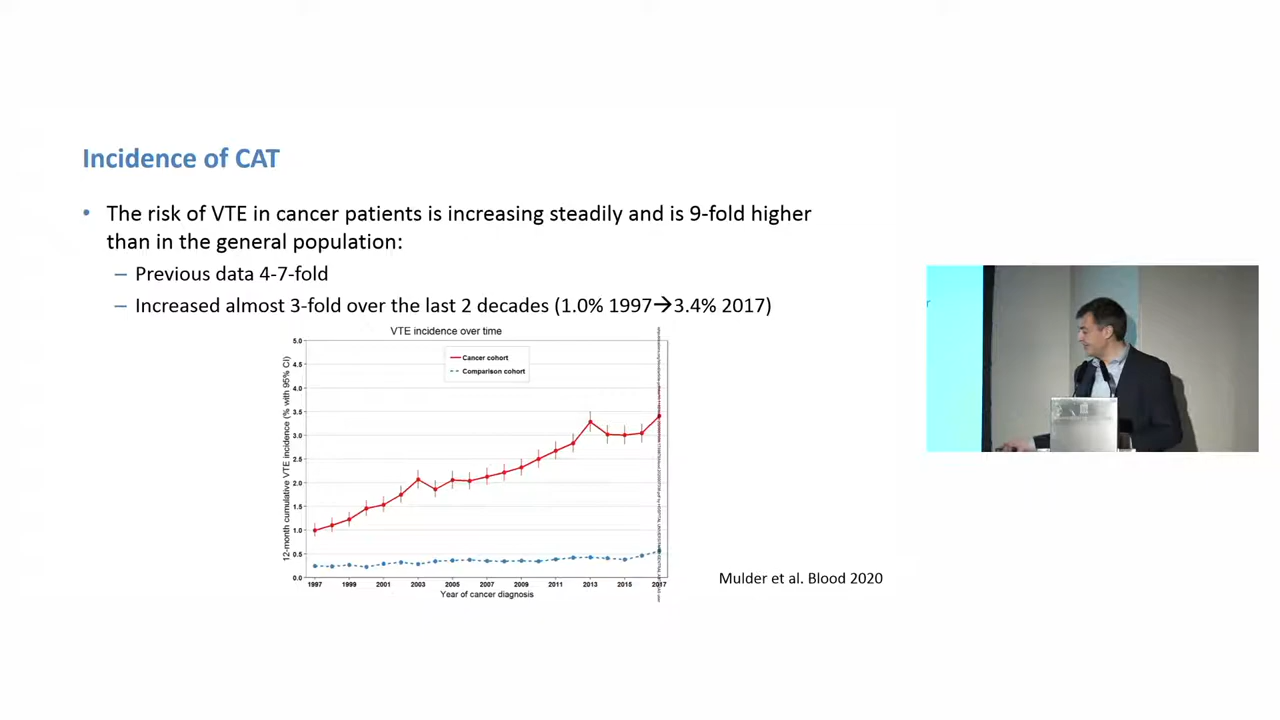 Incidence of CAT
• The risk of VTE in cancer patients is increasing steadily and is 9-fold higher
than in the general population:
– Previous data 4-7-fold
– Increased almost 3-fold over the last 2 decades (1.0% 1997→3.4% 2017)
VTE incidence over time
12-month cumulative VTE incidence (% with 95% CI)
5.0
4.5
4.0
3.5
3.0
2.5
2.0
1.5
1.0
0.5
0.0
Cancer cohort
Comparison cohort
1997 1999 2001 2003 2005 2007 2009 2011 2013 2015 2017
Year of cancer diagnosis
Mulder et al. Blood 2020
r